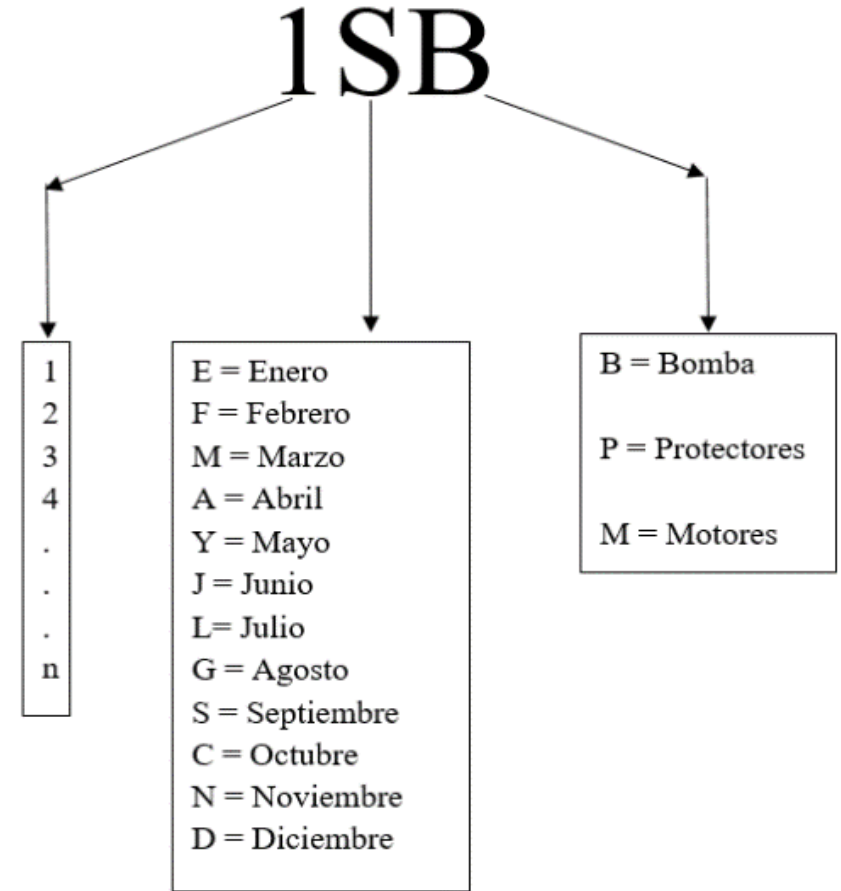 1SB
1
2
3
4
.
.
.
n
E = Enero
F = Febrero
M = Marzo
A = Abril
Y = Mayo
J = Junio
L= Julio
G = Agosto
S = Septiembre
C = Octubre
N = Noviembre
D = Diciembre
B = Bomba
P = Protectores
M = Motores